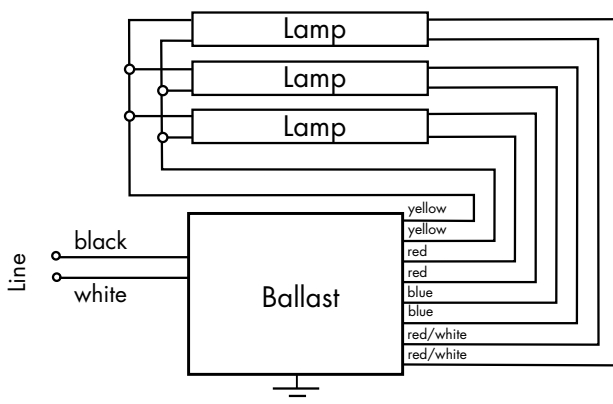 Lamp
Lamp
Lamp
yellow
yellow
red
red
blue
blue
red/white
red/white
Line
black
white
Ballast